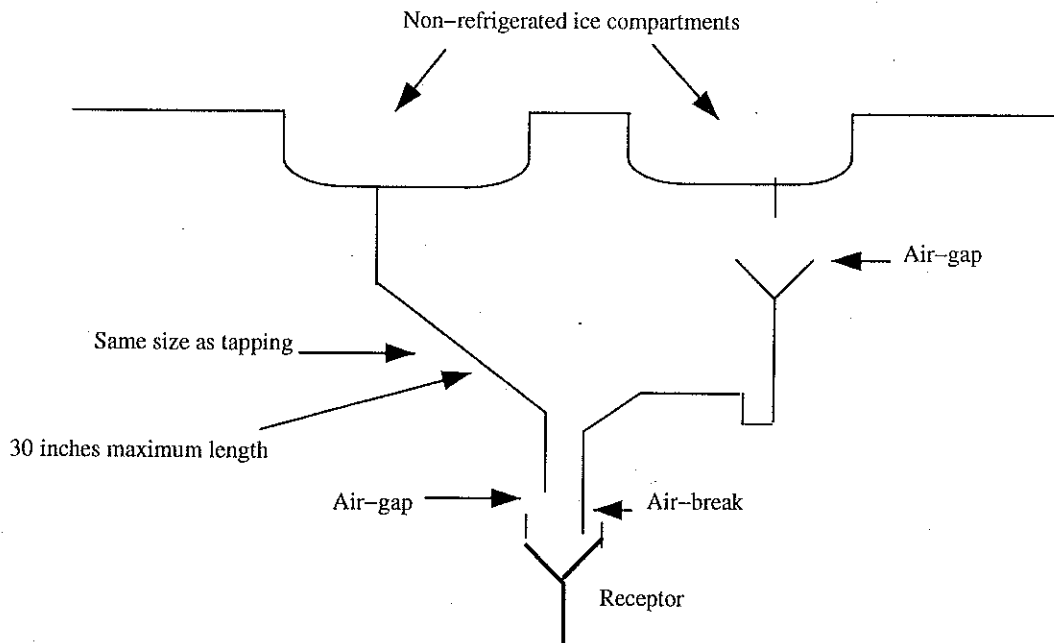 Non-refrigerated ice compartments
Air-gap
Same size as tapping
30 inches maximum length
Air-gap
Air-break
Receptor